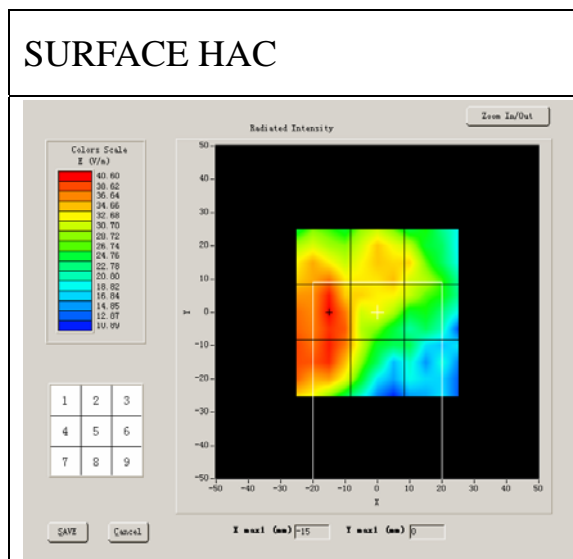 SURFACE HAC
Zoom In/Out
Radiated Intensity
Colors Scale
E (V/m)
40.60
38.62
36.64
34.66
32.68
30.70
28.72
26.74
24.76
22.78
20.80
18.82
16.84
14.85
12.87
10.89
50
40
30
20
10
0
-10
-20
-30
-40
-50
Y
-50 -40 -30 -20 -10 0 10 20 30 40 50
X
1 2 3
4 5 6
7 8 9
SAVE Cancel
X maxi (mm) -15 Y maxi (mm) 0